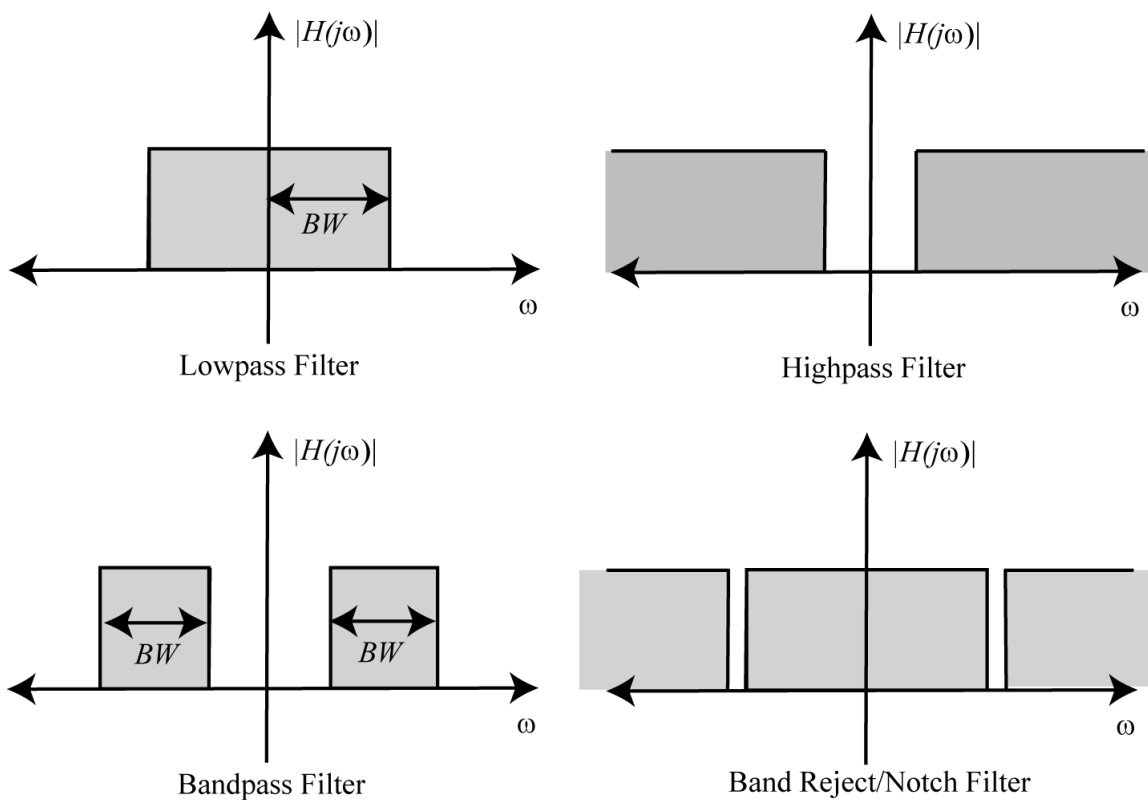 |H(jω)|
BW
ω
Lowpass Filter
|H(jω)|
ω
Highpass Filter
|H(jω)|
BW
BW
ω
Bandpass Filter
|H(jω)|
ω
Band Reject/Notch Filter